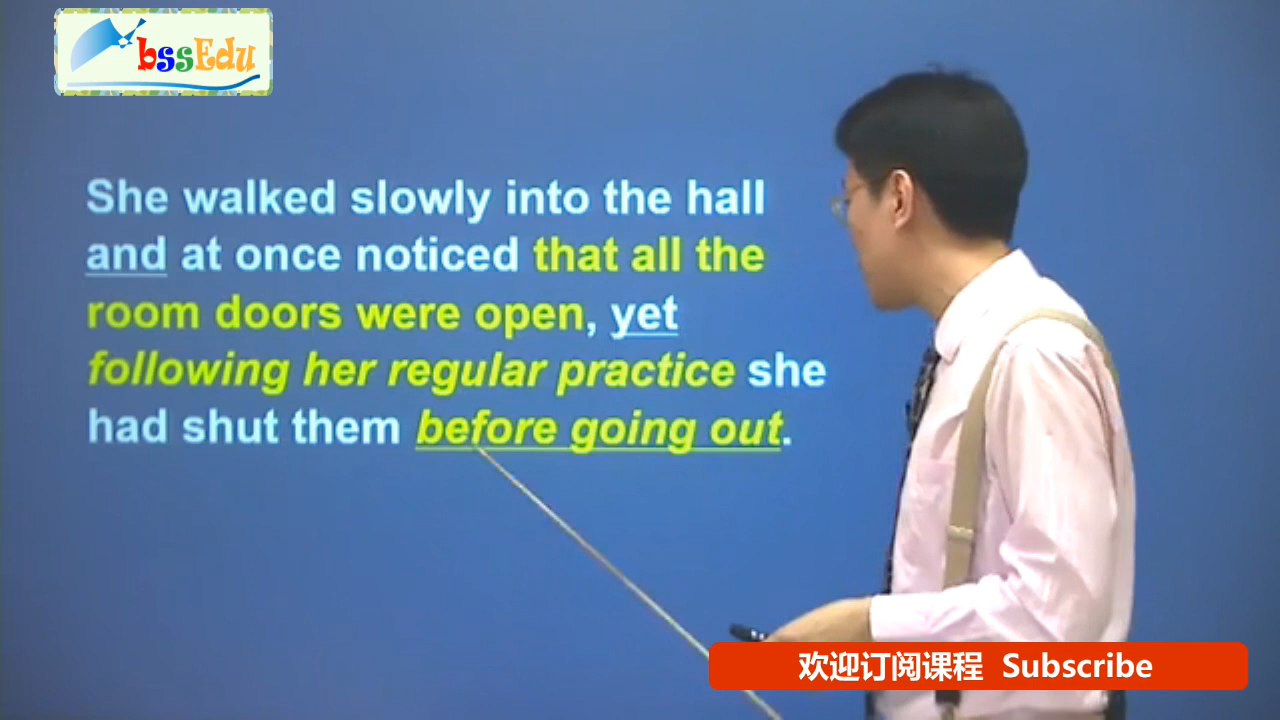 bssEdu
She walked slowly into the hall
and at once noticed that all the
room doors were open, yet
following her regular practice she
had shut them before going out.
欢迎订阅课程 Subscribe